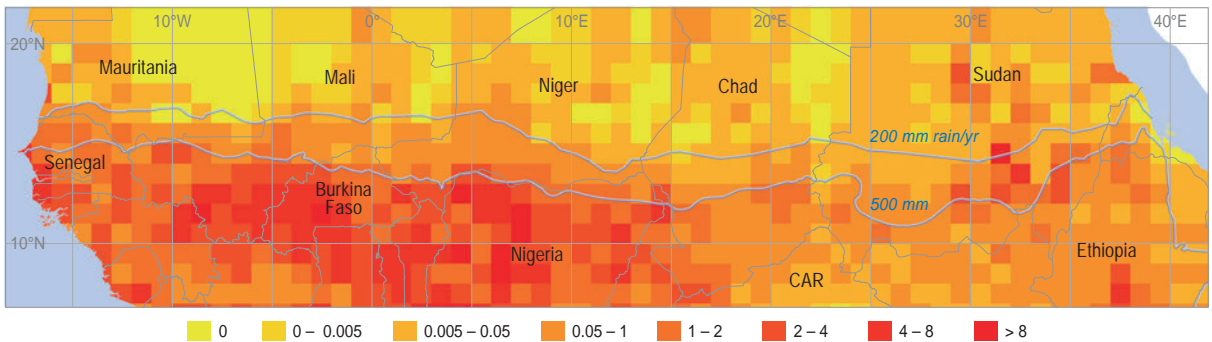 10°W 0° 10°E 20°E 30°E 40°E
20°N
Mauritania
Mali
Niger
Chad
Sudan
200 mm rain/yr
Senegal
Burkina
Faso
500 mm
10°N
Nigeria
CAR
Ethiopia
0 0 – 0.005 0.005 – 0.05 0.05 – 1 1 – 2 2 – 4 4 – 8 > 8